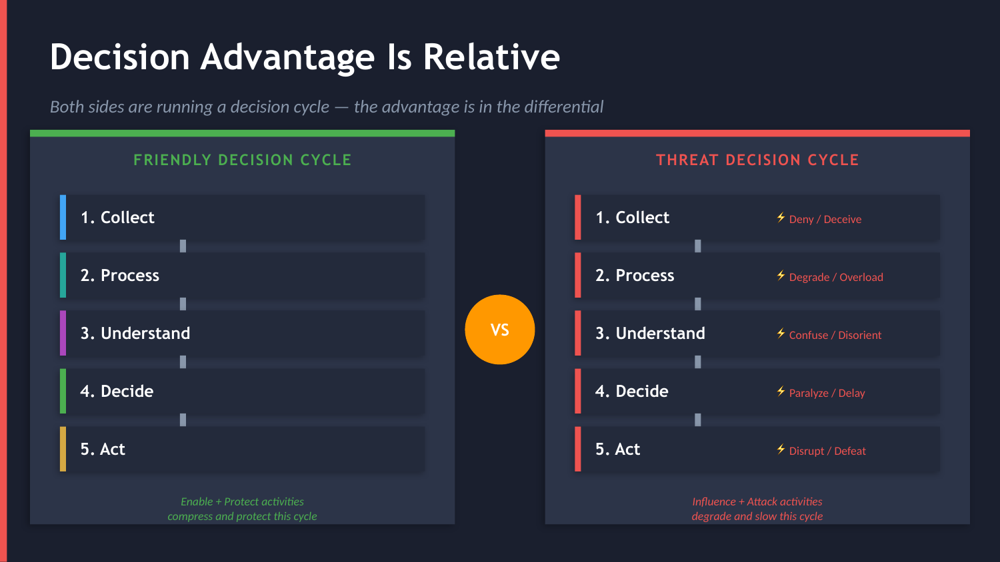 Decision Advantage Is Relative
Both sides are running a decision cycle — the advantage is in the differential
FRIENDLY DECISION CYCLE
1. Collect
2. Process
3. Understand
4. Decide
5. Act
Enable + Protect activities
compress and protect this cycle
VS
THREAT DECISION CYCLE
1. Collect
⚡ Deny / Deceive
2. Process
⚡ Degrade / Overload
3. Understand
⚡ Confuse / Disorient
4. Decide
⚡ Paralyze / Delay
5. Act
⚡ Disrupt / Defeat
Influence + Attack activities
degrade and slow this cycle